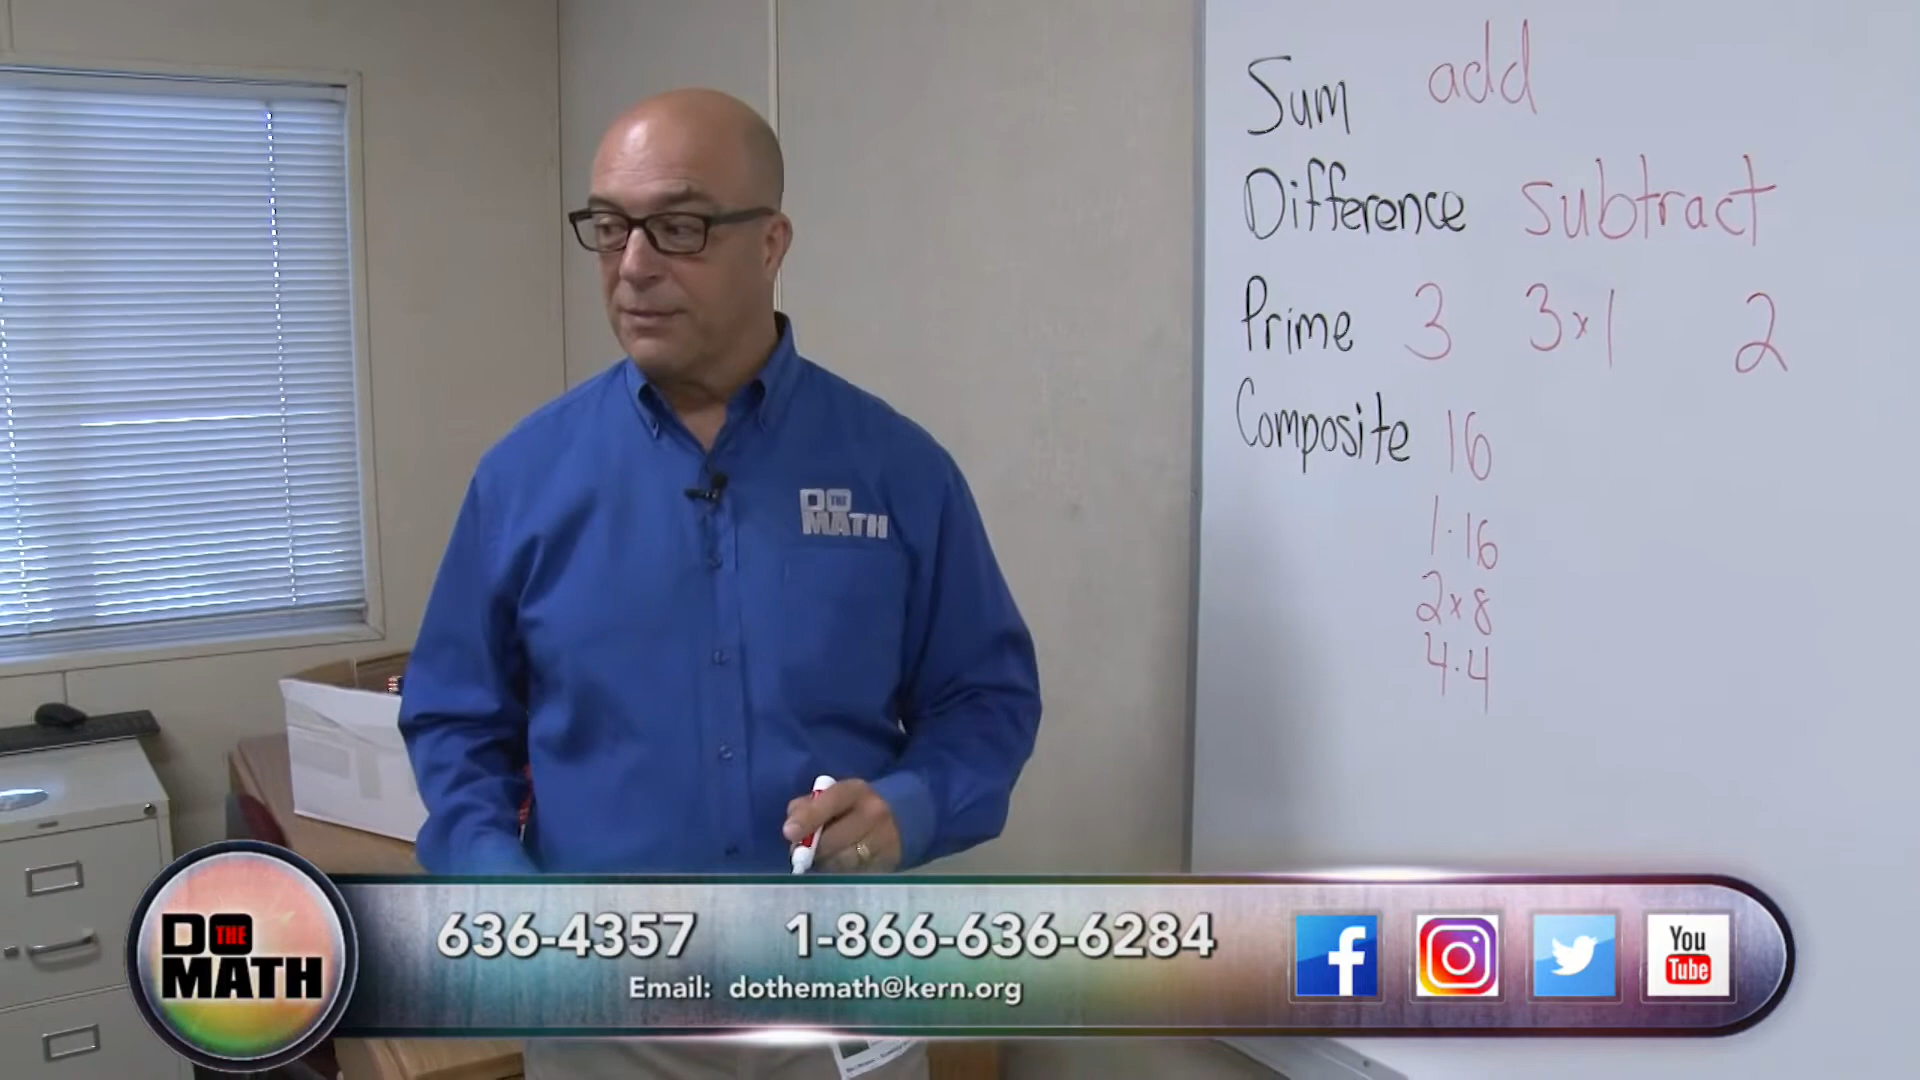 Sum add
Difference subtract
Prime 3 3x1 2
Composite 16
1·16
2x8
4·4
DO THE
MATH
DO THE
MATH
636-4357 1-866-636-6284
Email: dothemath@kern.org
f
You
Tube